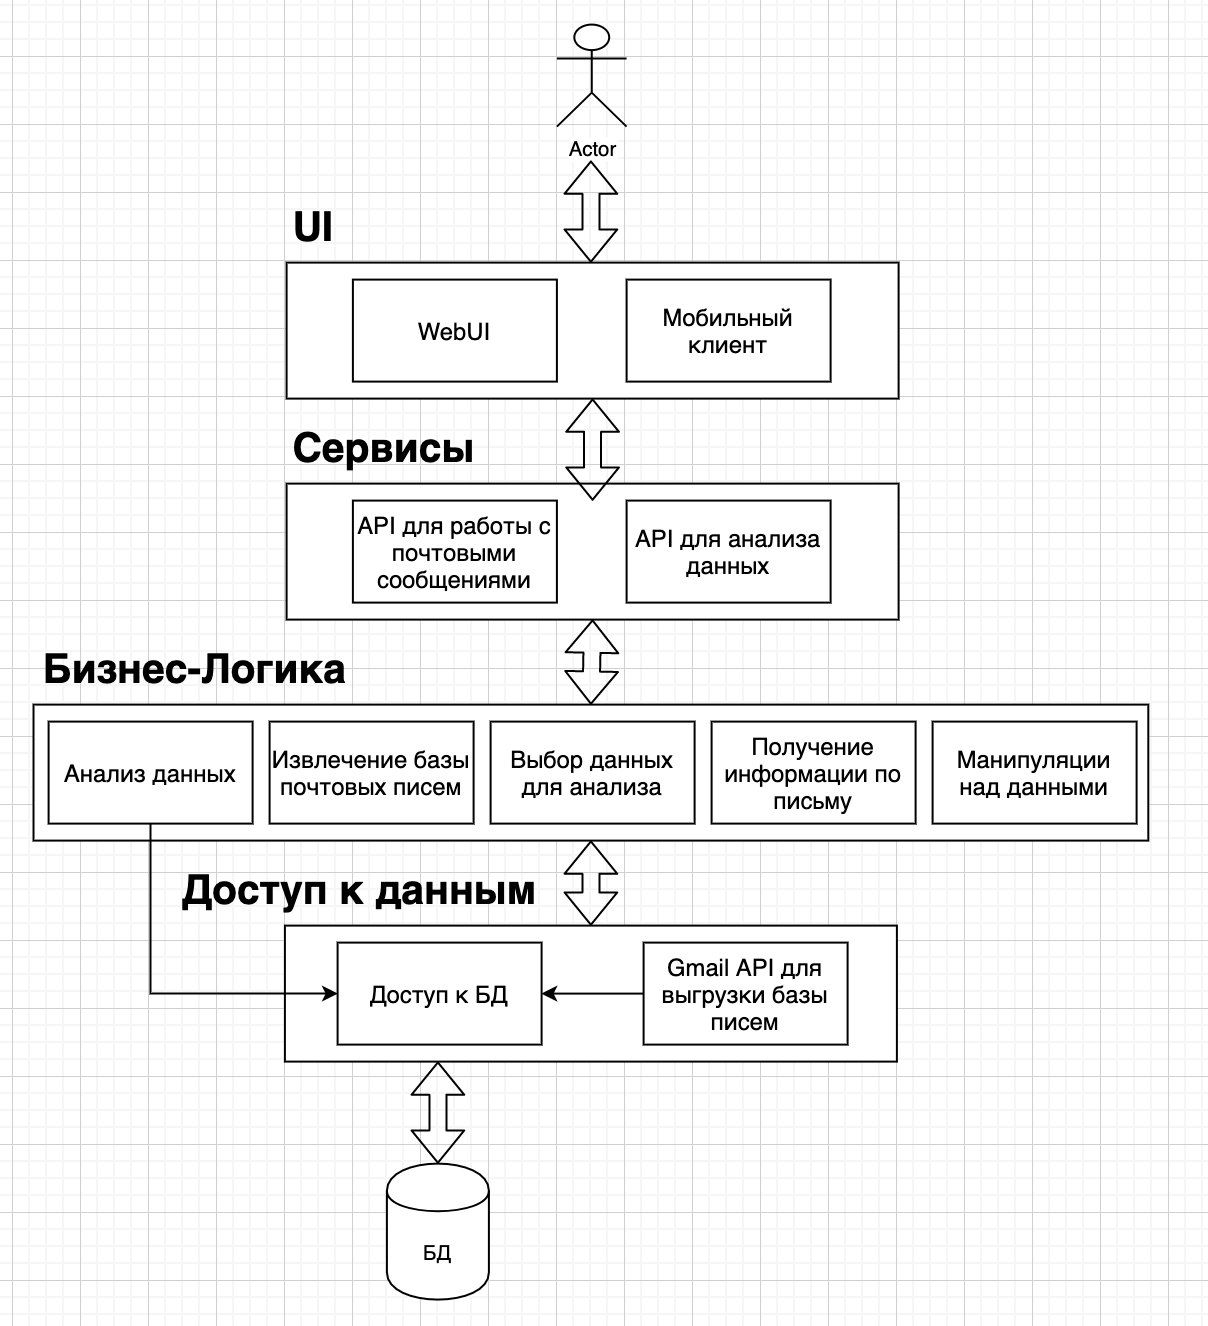 Actor
UI
WebUI
Мобильный
клиент
Сервисы
API для работы с
почтовыми
сообщениями
API для анализа
данных
Бизнес-Логика
Анализ данных
Извлечение базы
почтовых писем
Выбор данных
для анализа
Получение
информации по
письму
Манипуляции
над данными
Доступ к данным
Доступ к БД
Gmail API для
выгрузки базы
писем
БД